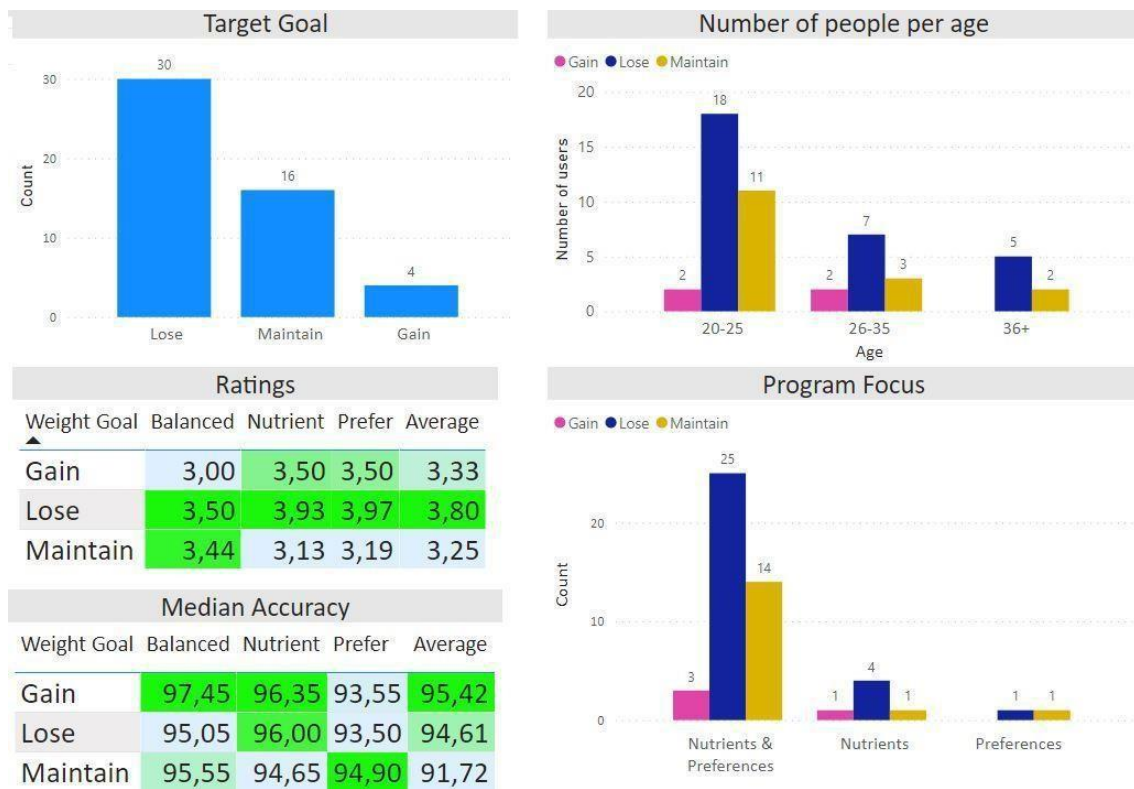 Target Goal
30
20
10
0
Count
30
16
4
Lose Maintain Gain
Number of people per age
Gain Lose Maintain
20
15
10
5
0
Number of users
2 18 11
2 7 3
5 2
20-25 26-35 36+
Age
Ratings
Weight Goal Balanced Nutrient Prefer Average
Gain 3,00 3,50 3,50 3,33
Lose 3,50 3,93 3,97 3,80
Maintain 3,44 3,13 3,19 3,25
Median Accuracy
Weight Goal Balanced Nutrient Prefer Average
Gain 97,45 96,35 93,55 95,42
Lose 95,05 96,00 93,50 94,61
Maintain 95,55 94,65 94,90 91,72
Program Focus
Gain Lose Maintain
20
10
0
Count
3 25 14
1 4 1
1 1
Nutrients &
Preferences
Nutrients
Preferences